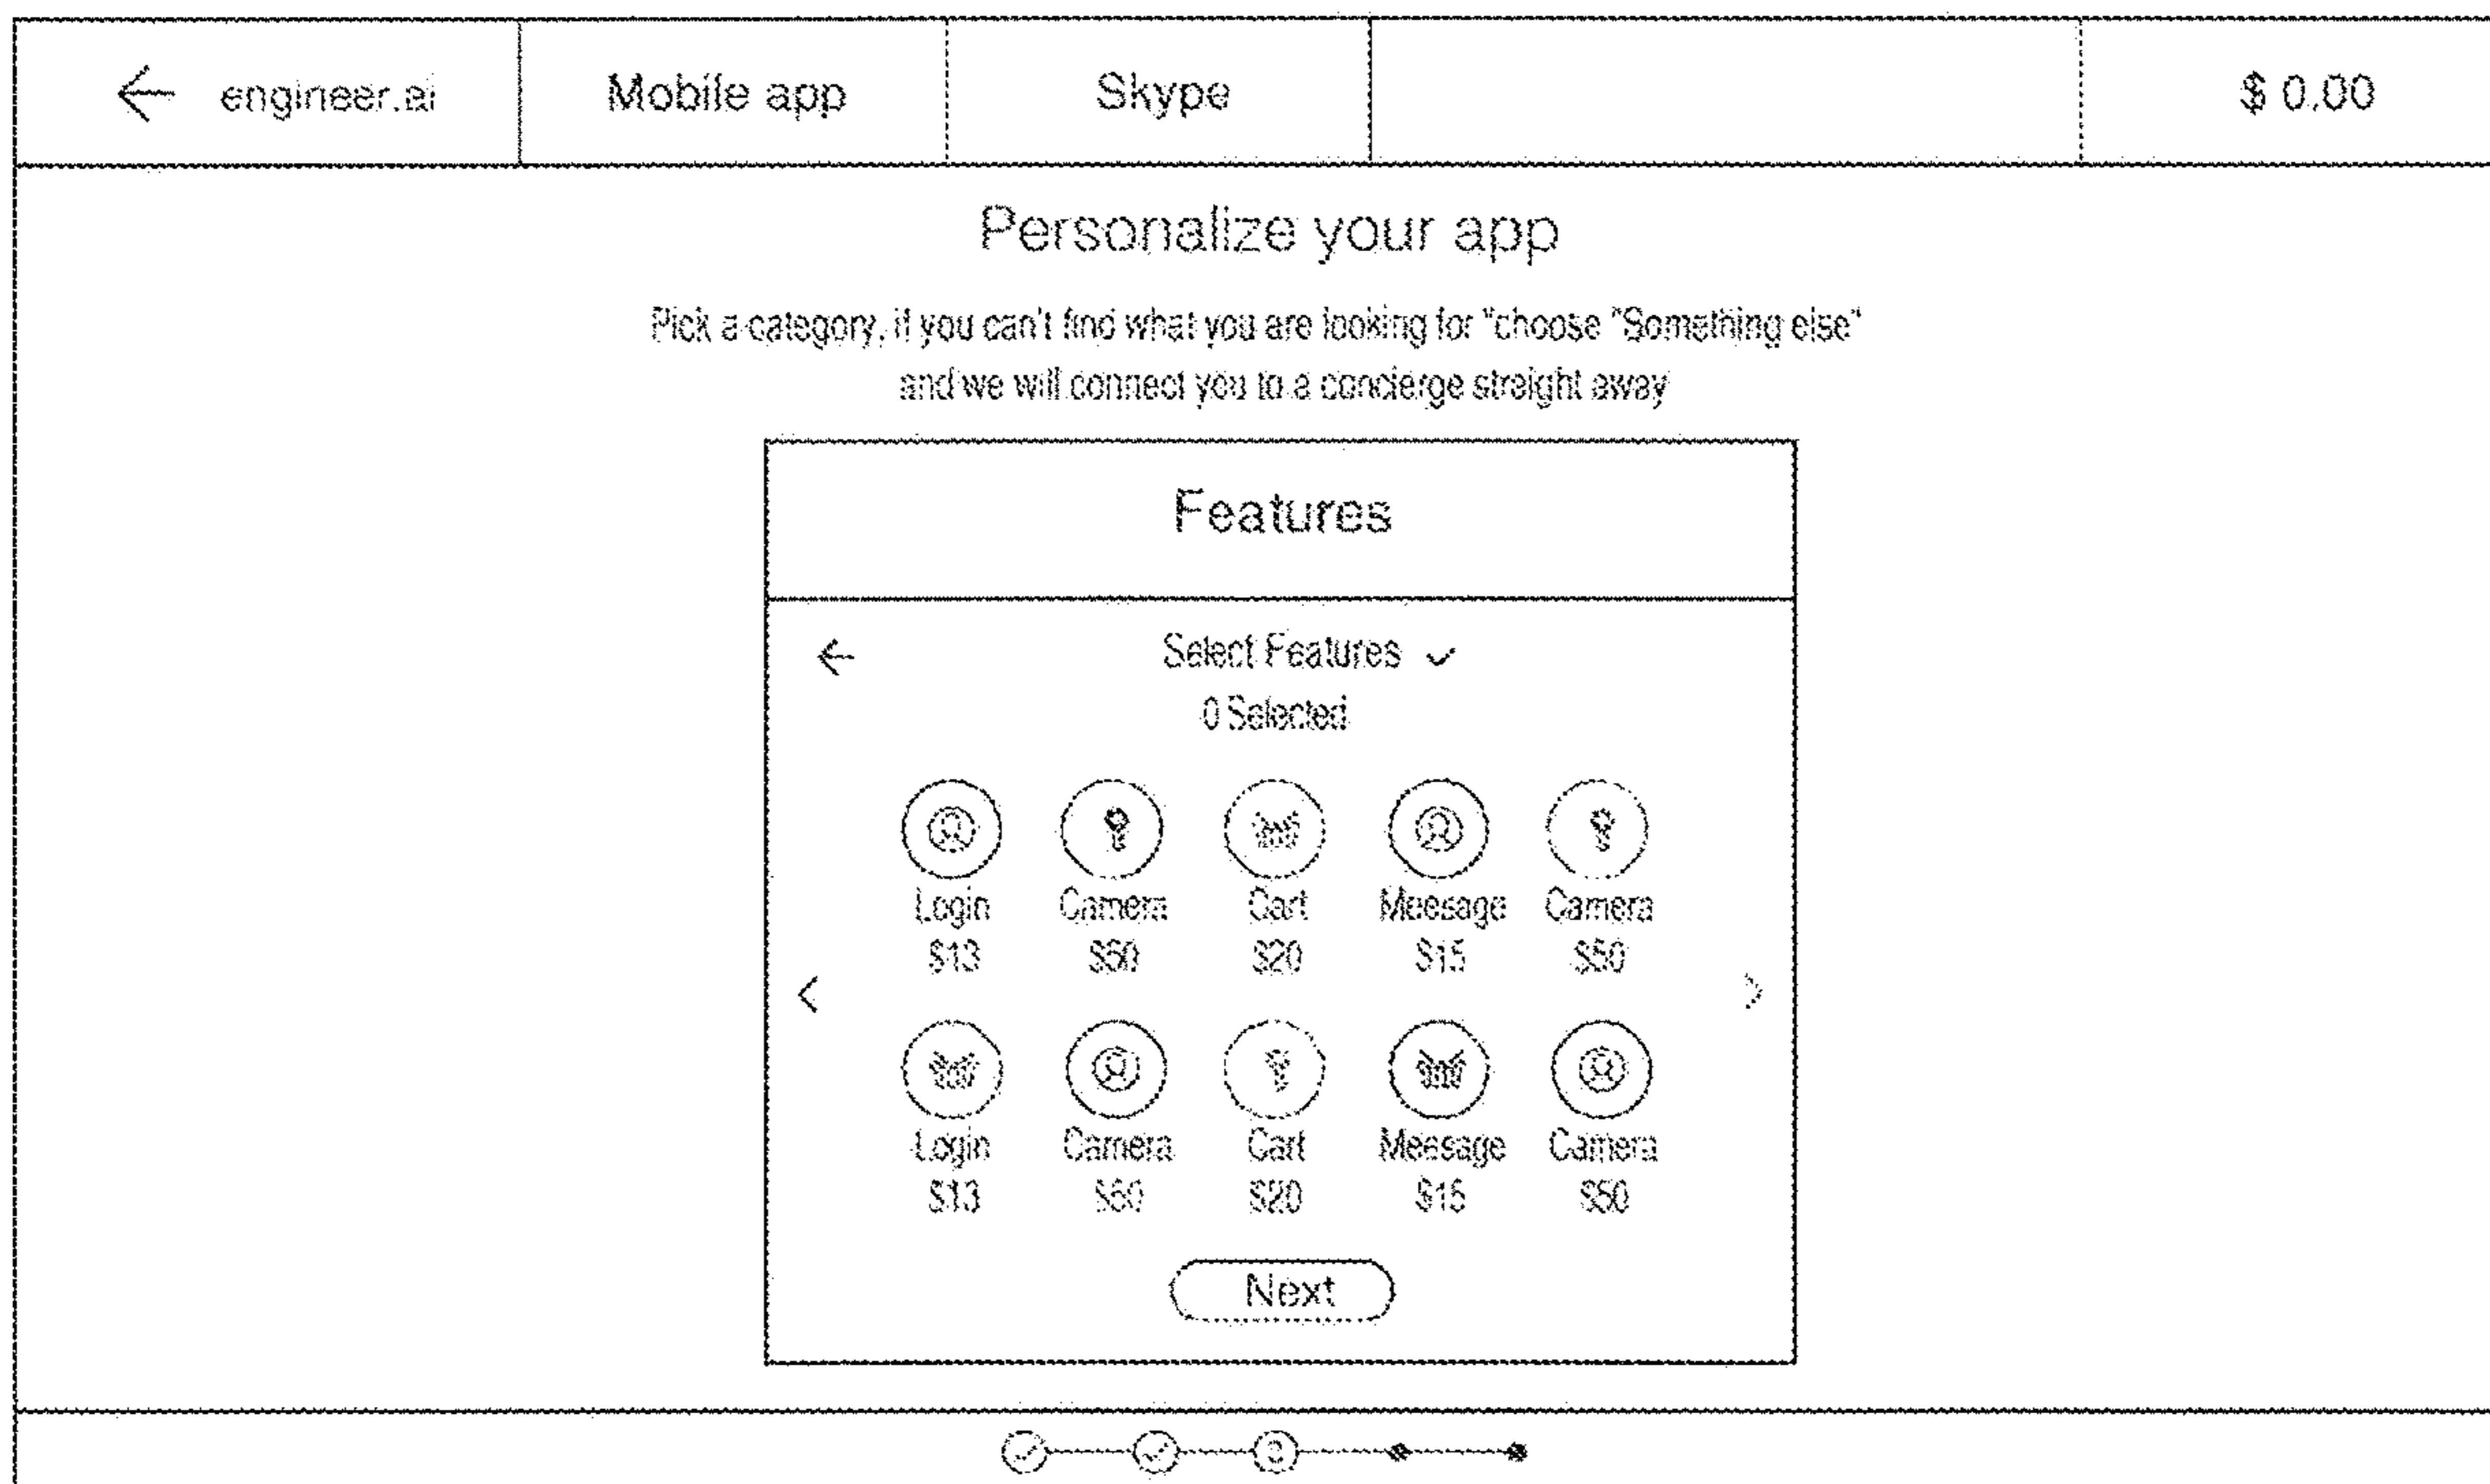 ← engineer.ai Mobile app Skype $ 0.00
Personalize your app
Pick a category, if you can't find what you are looking for "choose "Something else"
and we will connect you to a concierge streight away
Features
← Select Features ✓
0 Selected
Login Camera Cart Message Camera
$13 $50 $20 $15 $50
< >
Login Camera Cart Message Camera
$13 $50 $20 $15 $50
Next